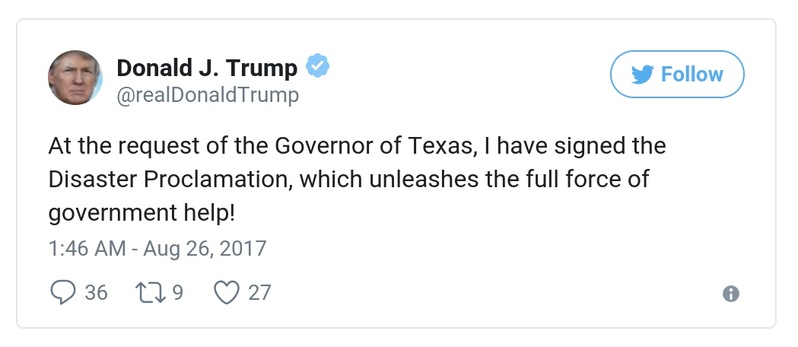 Donald J. Trump
@realDonaldTrump
Follow
At the request of the Governor of Texas, I have signed the
Disaster Proclamation, which unleashes the full force of
government help!
1:46 AM - Aug 26, 2017
36 9 27